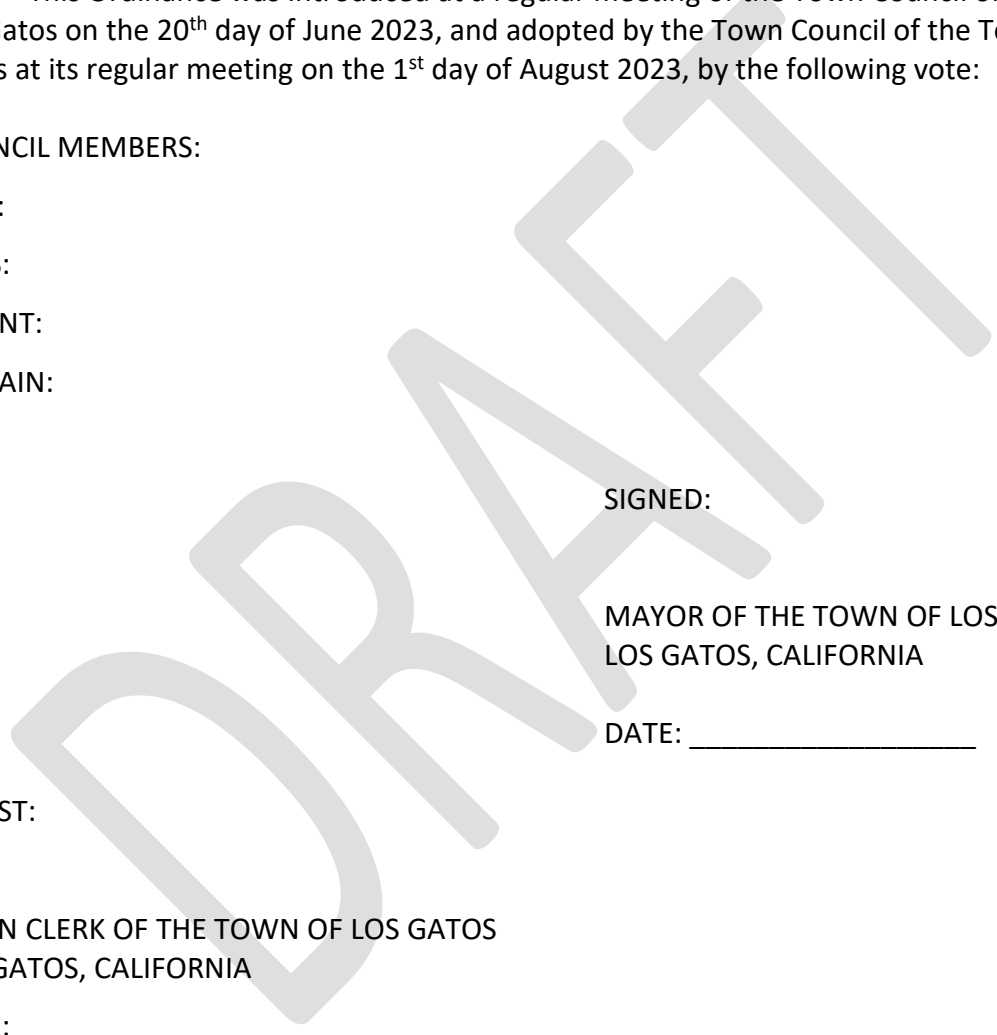 This Ordinance was introduced at a regular meeting of the Town Council of
Gatos on the 20th day of June 2023, and adopted by the Town Council of the To
s at its regular meeting on the 1st day of August 2023, by the following vote:
NCIL MEMBERS:
:
S:
NT:
AIN:
SIGNED:
MAYOR OF THE TOWN OF LOS
LOS GATOS, CALIFORNIA
DATE: __________________
ST:
N CLERK OF THE TOWN OF LOS GATOS
GATOS, CALIFORNIA
:
DRAFT